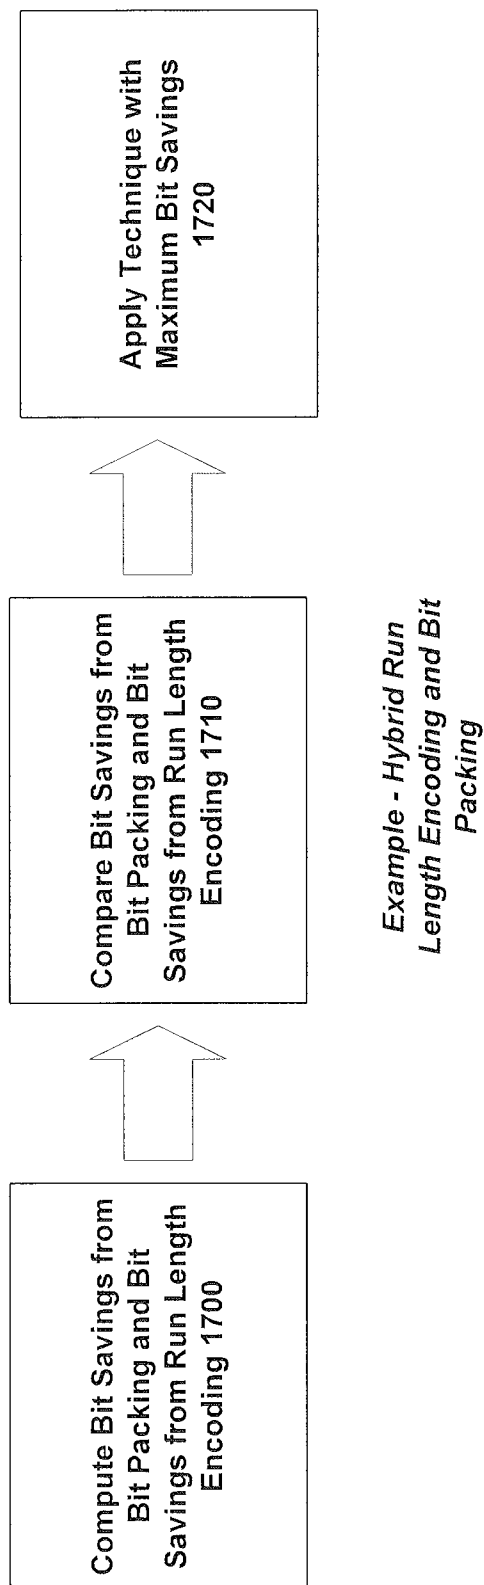 Compute Bit Savings from
Bit Packing and Bit
Savings from Run Length
Encoding 1700
Compare Bit Savings from
Bit Packing and Bit
Savings from Run Length
Encoding 1710
Apply Technique with
Maximum Bit Savings
1720
Example - Hybrid Run
Length Encoding and Bit
Packing